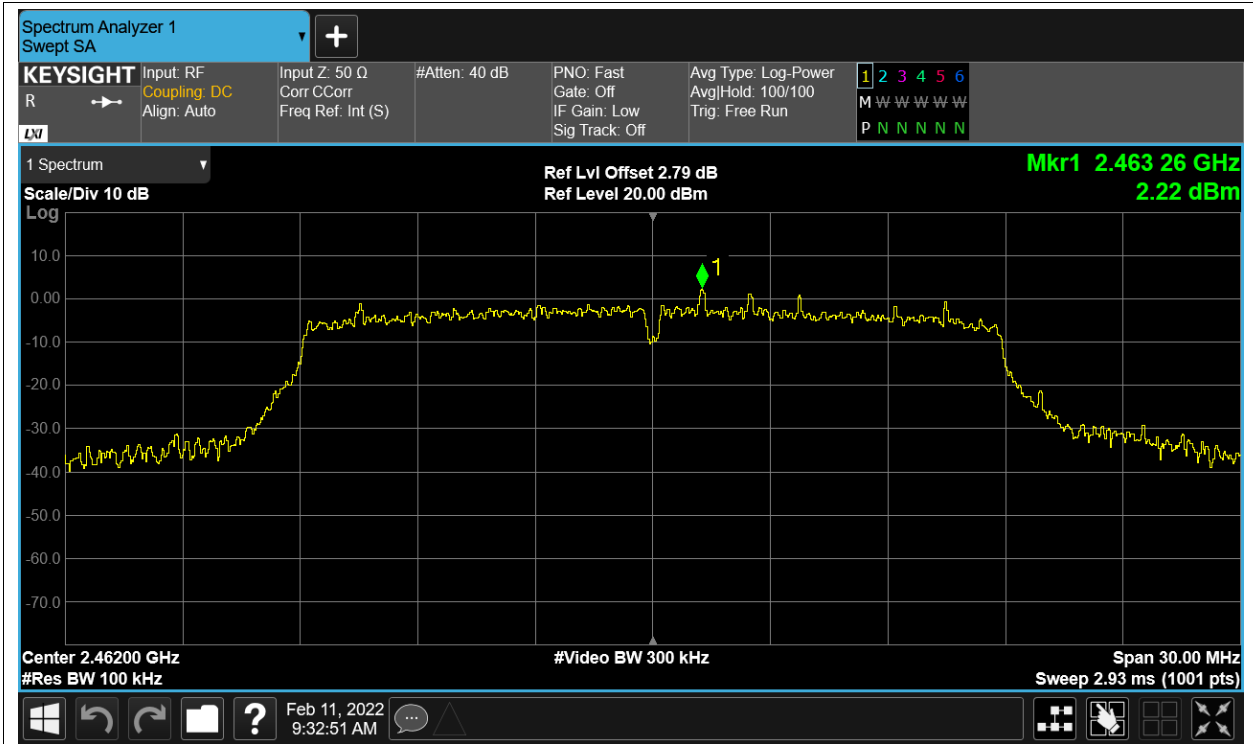 Spectrum Analyzer 1
Swept SA
+
KEYSIGHT
R
LXI
Input: RF
Coupling: DC
Align: Auto
Input Z: 50 Ω
Corr CCorr
Freq Ref: Int (S)
#Atten: 40 dB
PNO: Fast
Gate: Off
IF Gain: Low
Sig Track: Off
Avg Type: Log-Power
Avg|Hold: 100/100
Trig: Free Run
1 2 3 4 5 6
M W W W W W
P N N N N N
1 Spectrum
Scale/Div 10 dB
Log
Ref Lvl Offset 2.79 dB
Ref Level 20.00 dBm
Mkr1 2.463 26 GHz
2.22 dBm
1
10.0
0.00
-10.0
-20.0
-30.0
-40.0
-50.0
-60.0
-70.0
Center 2.46200 GHz
#Res BW 100 kHz
#Video BW 300 kHz
Span 30.00 MHz
Sweep 2.93 ms (1001 pts)
?
Feb 11, 2022
9:32:51 AM